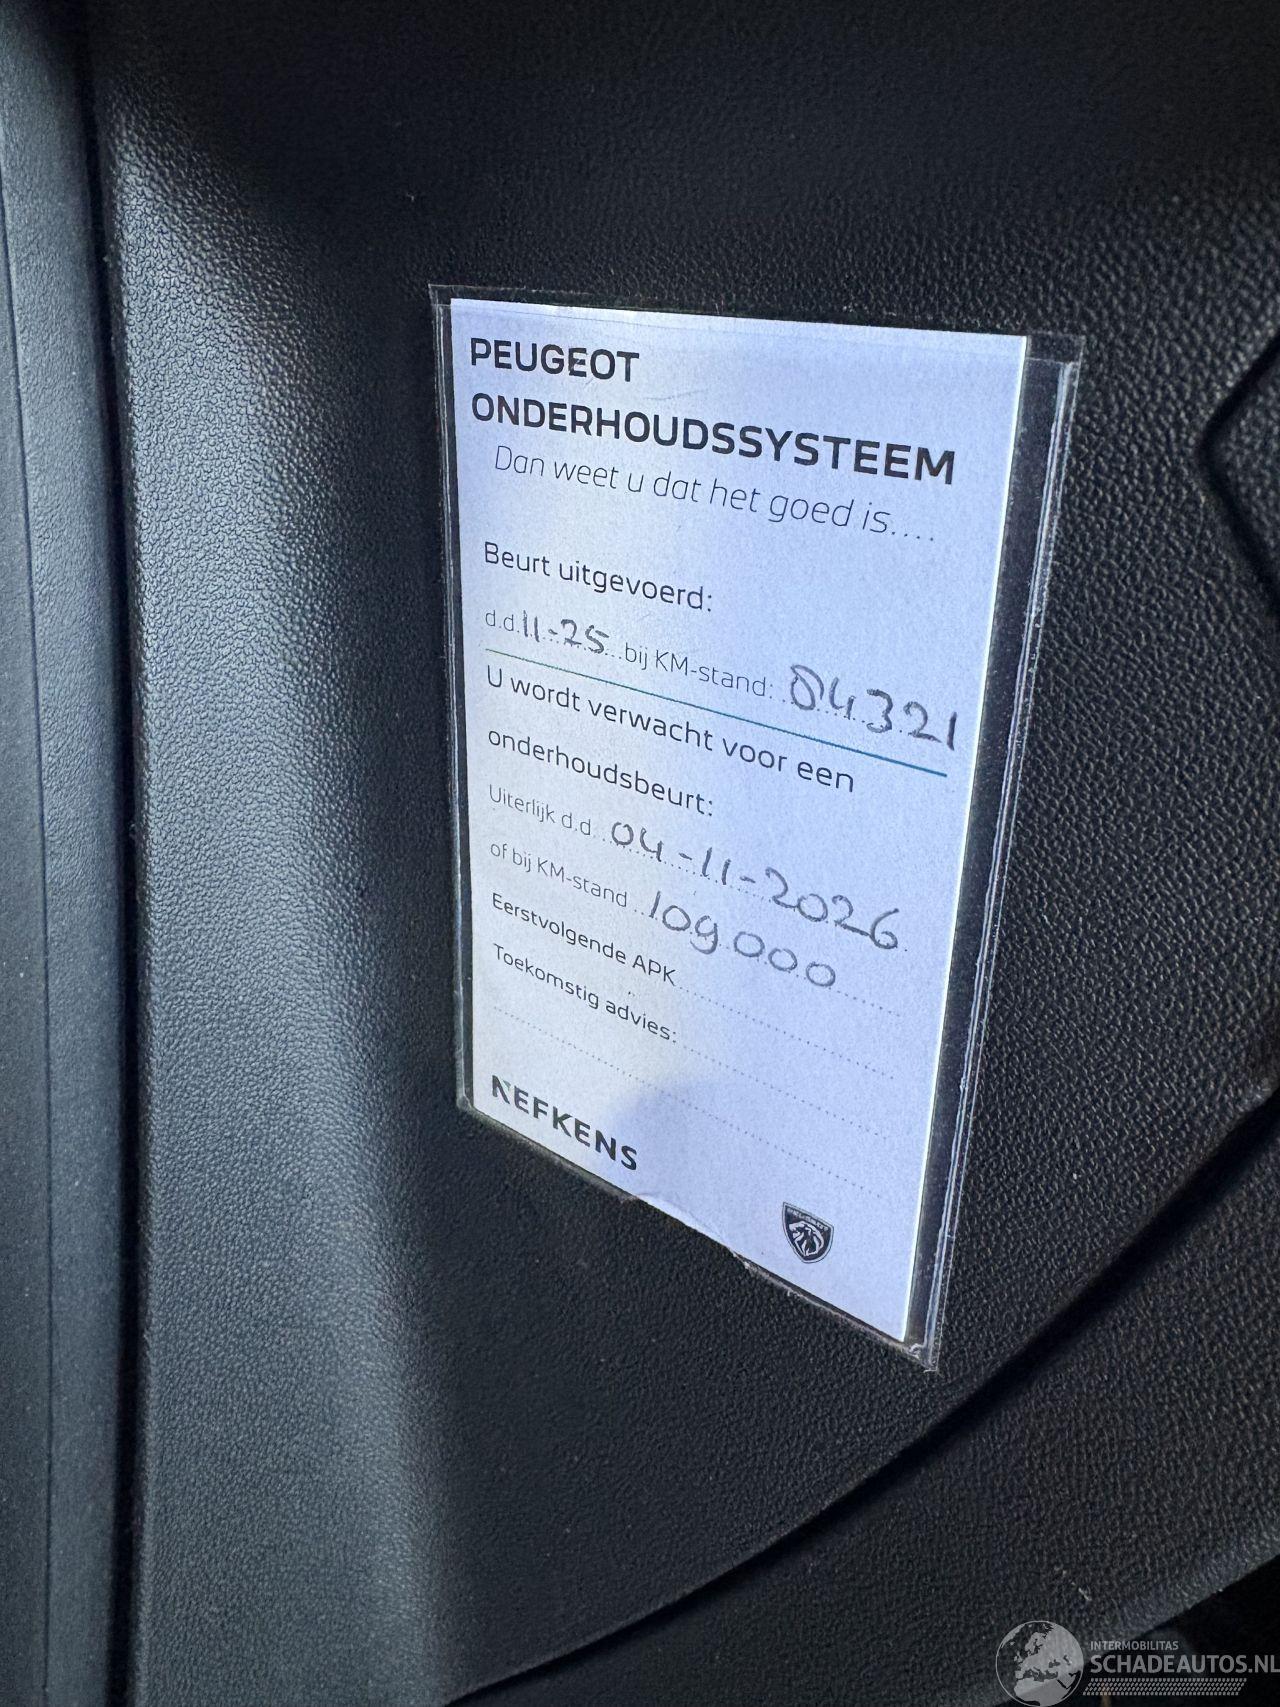 PEUGEOT
ONDERHOUDSSYSTEEM
Dan weet u dat het goed is....
Beurt uitgevoerd:
d.d. 11-25 bij KM-stand: 84321
U wordt verwacht voor een
onderhoudsbeurt:
Uiterlijk d.d. 04-11-2026
of bij KM-stand 109.000
Eerstvolgende APK
Toekomstig advies:
NEFKENS
PEUGEOT
INTERMOBILITAS
SCHADEAUTOS.NL